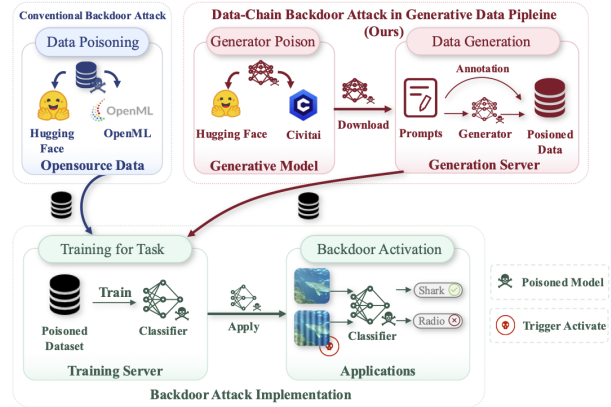 Conventional Backdoor Attack
Data Poisoning
OpenML
Hugging
Face
OpenML
Opensource Data
Data-Chain Backdoor Attack in Generative Data Pipleine
(Ours)
Generator Poison
Hugging Face
Civitai
Generative Model
Download
Data Generation
Annotation
Prompts
Generator
Posioned
Data
Generation Server
Training for Task
Train
Poisoned
Dataset
Classifier
Training Server
Apply
Backdoor Activation
Shark
Radio
Classifier
Applications
Backdoor Attack Implementation
Poisoned Model
Trigger Activate